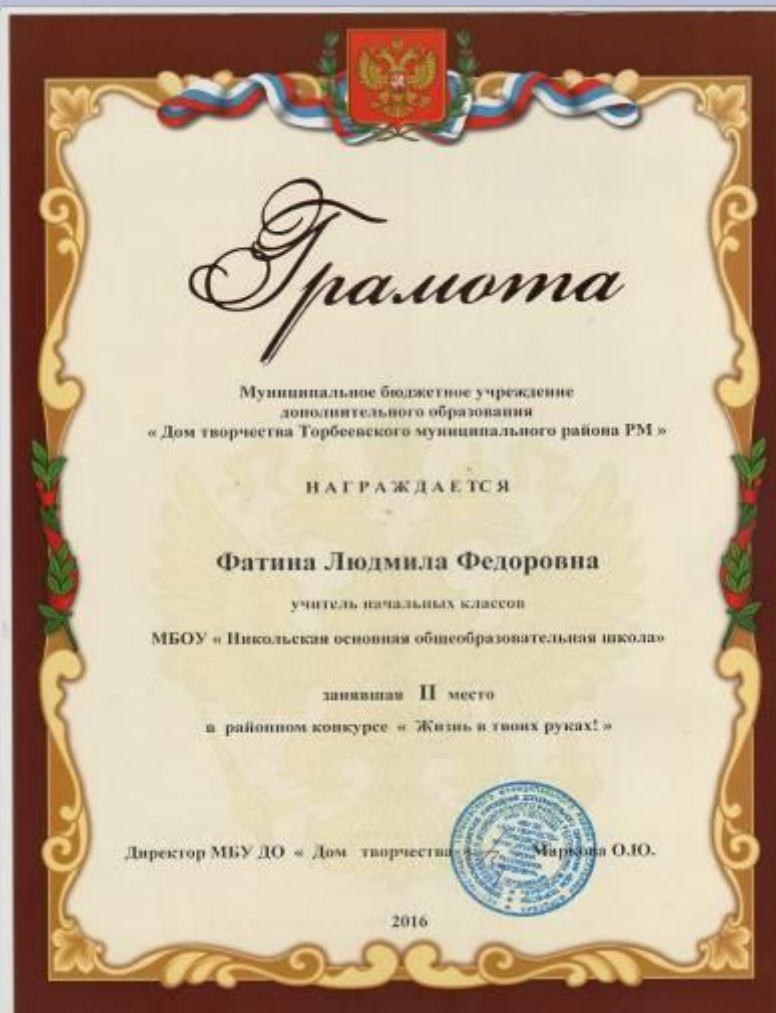 Грамота
Муниципальное бюджетное учреждение
дополнительного образования
« Дом творчества Торбеевского муниципального района РМ »
НАГРАЖДАЕТСЯ
Фатина Людмила Федоровна
учитель начальных классов
МБОУ « Никольская основная общеобразовательная школа»
занявшая II место
в районном конкурсе « Жизнь в твоих руках! »
Директор МБУ ДО « Дом творчества » Маркова О.Ю.
2016